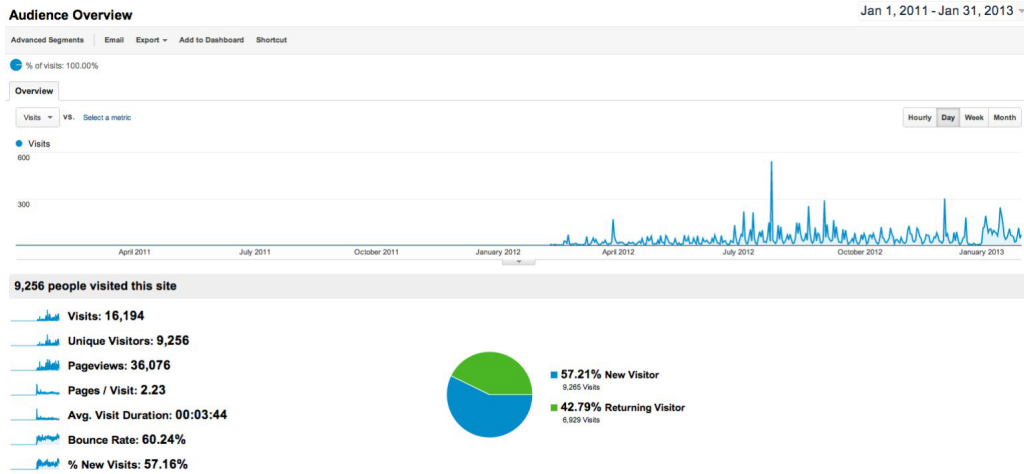 Audience Overview
Jan 1, 2011 - Jan 31, 2013
Advanced Segments Email Export Add to Dashboard Shortcut
% of visits: 100.00%
Overview
Visits VS. Select a metric
Hourly Day Week Month
Visits
600
300
April 2011 July 2011 October 2011 January 2012 April 2012 July 2012 October 2012 January 2013
9,256 people visited this site
Visits: 16,194
Unique Visitors: 9,256
Pageviews: 36,076
Pages / Visit: 2.23
Avg. Visit Duration: 00:03:44
Bounce Rate: 60.24%
% New Visits: 57.16%
57.21% New Visitor
9,265 Visits
42.79% Returning Visitor
6,929 Visits